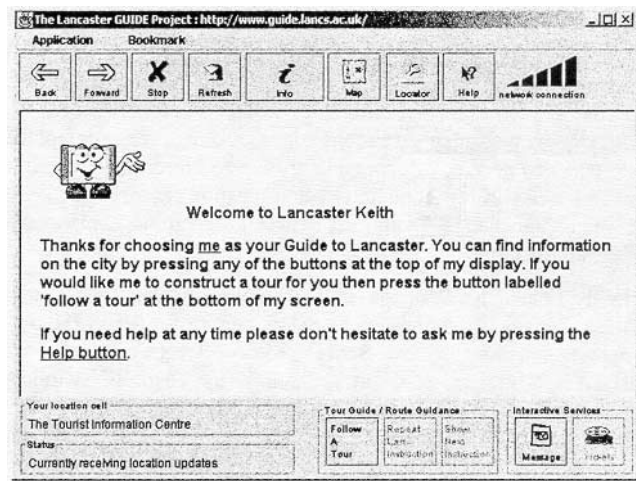 The Lancaster GUIDE Project : http://www.guide.lancs.ac.uk/
Application Bookmark
Back Forward Stop Refresh Info Map Locator Help network connection
Welcome to Lancaster Keith
Thanks for choosing me as your Guide to Lancaster. You can find information
on the city by pressing any of the buttons at the top of my display. If you
would like me to construct a tour for you then press the button labelled
'follow a tour' at the bottom of my screen.
If you need help at any time please don't hesitate to ask me by pressing the
Help button.
Your location cell
The Tourist Information Centre
Status
Currently receiving location updates
Tour Guide / Route Guidance
Follow
A
Tour
Repeat
Last
Instruction
Show
Next
Instruction
Interactive Services
Message
Tickets